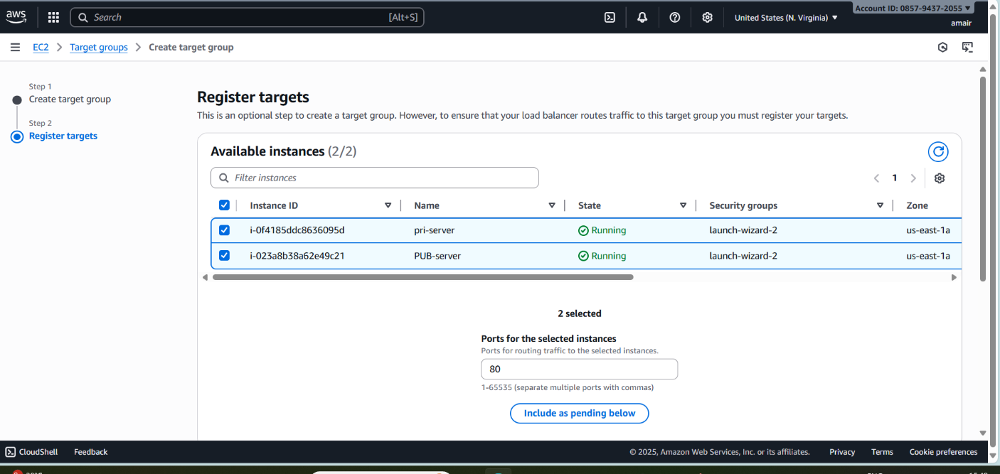 aws
Search
[Alt+S]
United States (N. Virginia)
Account ID: 0857-9437-2055
amair
EC2
Target groups
Create target group
Step 1
Create target group
Step 2
Register targets
Register targets
This is an optional step to create a target group. However, to ensure that your load balancer routes traffic to this target group you must register your targets.
Available instances (2/2)
Filter instances
1
Instance ID Name State Security groups Zone
i-0f4185ddc8636095d pri-server Running launch-wizard-2 us-east-1a
i-023a8b38a62e49c21 PUB-server Running launch-wizard-2 us-east-1a
2 selected
Ports for the selected instances
Ports for routing traffic to the selected instances.
80
1-65535 (separate multiple ports with commas)
Include as pending below
CloudShell Feedback © 2025, Amazon Web Services, Inc. or its affiliates. Privacy Terms Cookie preferences